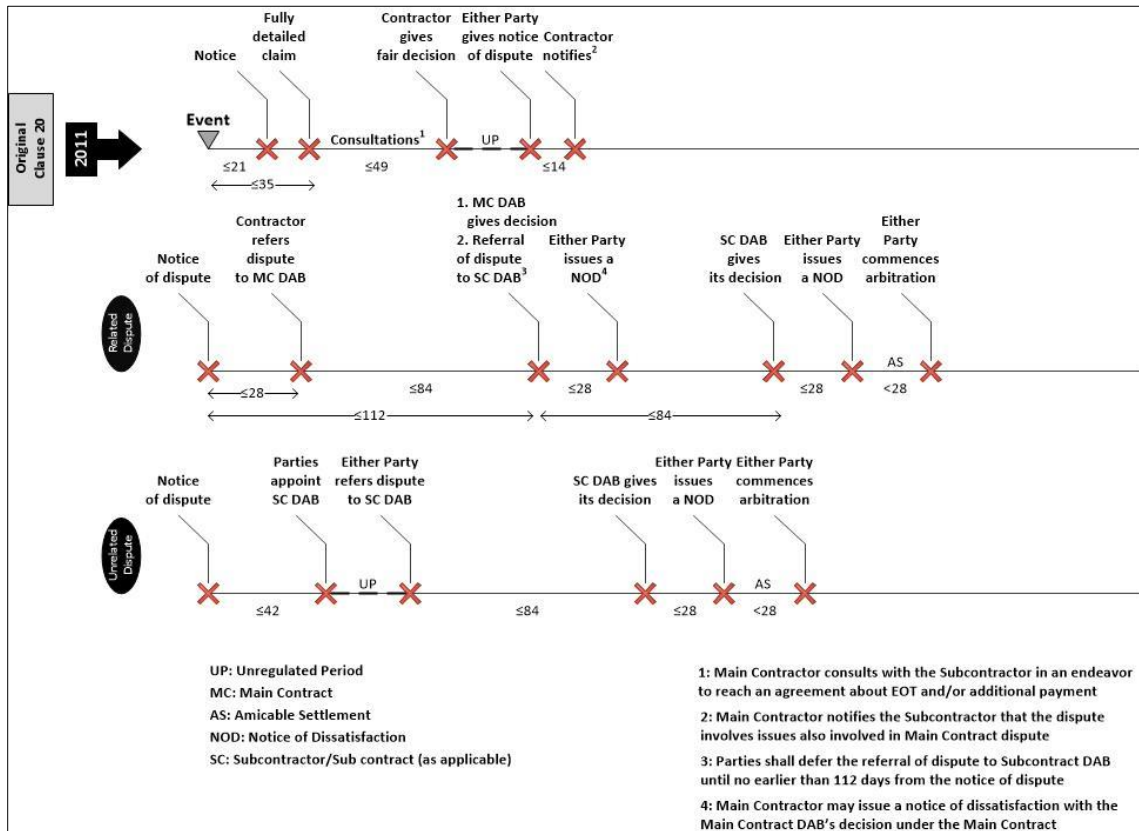 Original
Clause 20
2011
Event
Notice
Fully
detailed
claim
Contractor
gives
fair decision
Either Party
gives notice
of dispute
Contractor
notifies2
Consultations1
UP
≤21
≤49
≤14
≤35
Related
Dispute
Notice
of dispute
Contractor
refers
dispute
to MC DAB
1. MC DAB
gives decision
2. Referral
of dispute
to SC DAB3
Either Party
issues a
NOD4
SC DAB
gives
its decision
Either Party
issues
a NOD
Either
Party
commences
arbitration
AS
≤28
≤84
≤28
≤28
<28
≤112
≤84
Unrelated
Dispute
Notice
of dispute
Parties
appoint
SC DAB
Either Party
refers dispute
to SC DAB
SC DAB gives
its decision
Either Party
issues
a NOD
Either Party
commences
arbitration
UP
AS
≤42
≤84
≤28
<28
UP: Unregulated Period
MC: Main Contract
AS: Amicable Settlement
NOD: Notice of Dissatisfaction
SC: Subcontractor/Sub contract (as applicable)
1: Main Contractor consults with the Subcontractor in an endeavor
to reach an agreement about EOT and/or additional payment
2: Main Contractor notifies the Subcontractor that the dispute
involves issues also involved in Main Contract dispute
3: Parties shall defer the referral of dispute to Subcontract DAB
until no earlier than 112 days from the notice of dispute
4: Main Contractor may issue a notice of dissatisfaction with the
Main Contract DAB's decision under the Main Contract